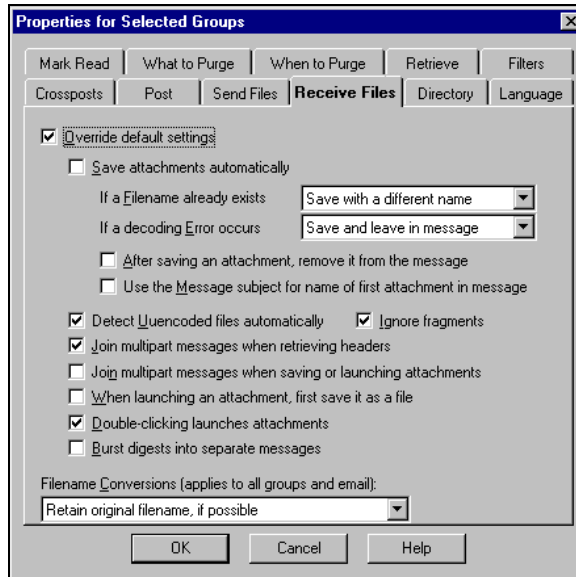 Properties for Selected Groups
Mark Read What to Purge When to Purge Retrieve Filters
Crossposts Post Send Files Receive Files Directory Language
Override default settings
Save attachments automatically
If a Filename already exists Save with a different name
If a decoding Error occurs Save and leave in message
After saving an attachment, remove it from the message
Use the Message subject for name of first attachment in message
Detect Uuencoded files automatically Ignore fragments
Join multipart messages when retrieving headers
Join multipart messages when saving or launching attachments
When launching an attachment, first save it as a file
Double-clicking launches attachments
Burst digests into separate messages
Filename Conversions (applies to all groups and email):
Retain original filename, if possible
OK Cancel Help